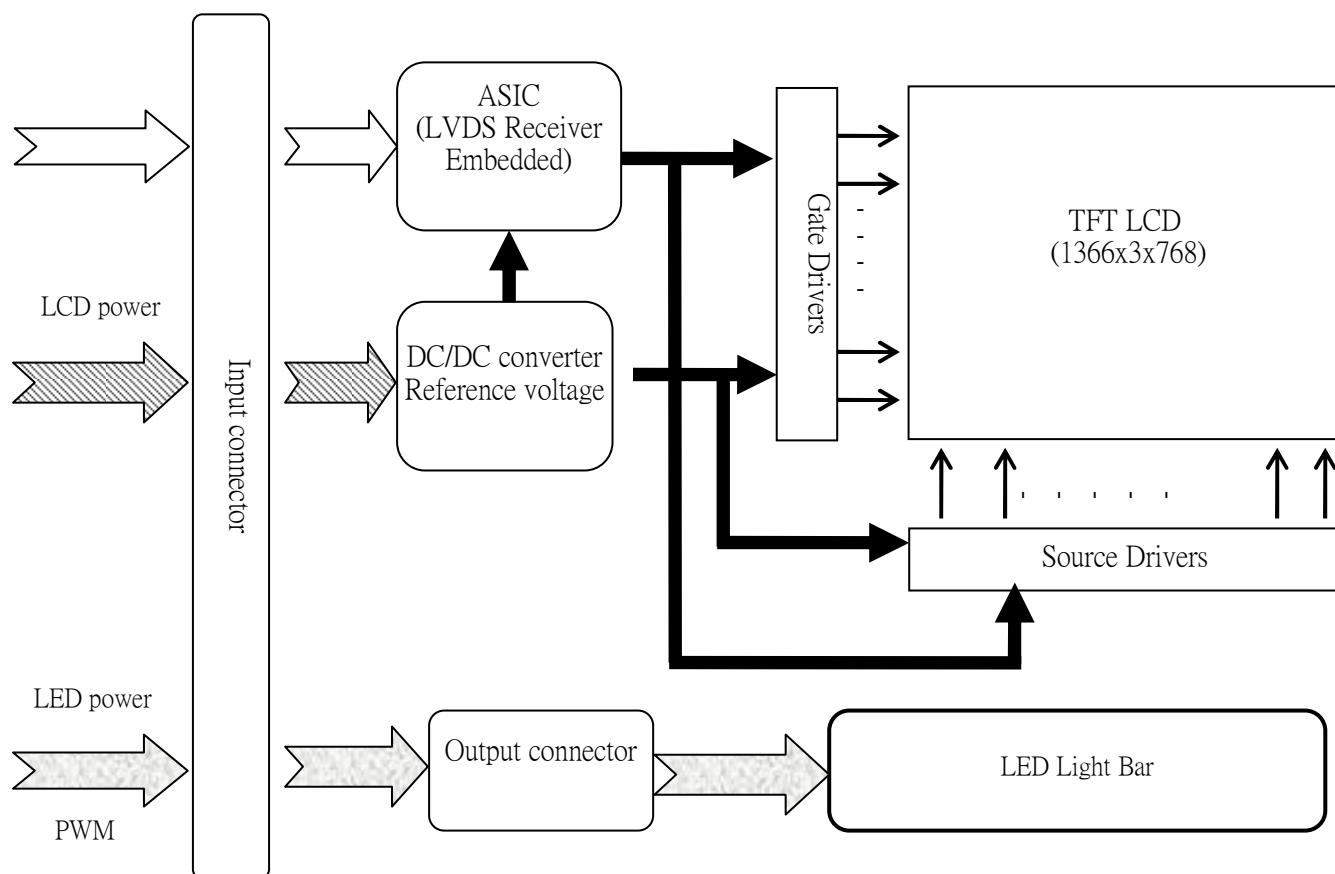 ASIC
(LVDS Receiver
Embedded)
Gate Drivers
TFT LCD
(1366x3x768)
LCD power
Input connector
DC/DC converter
Reference voltage
Source Drivers
LED power
PWM
Output connector
LED Light Bar